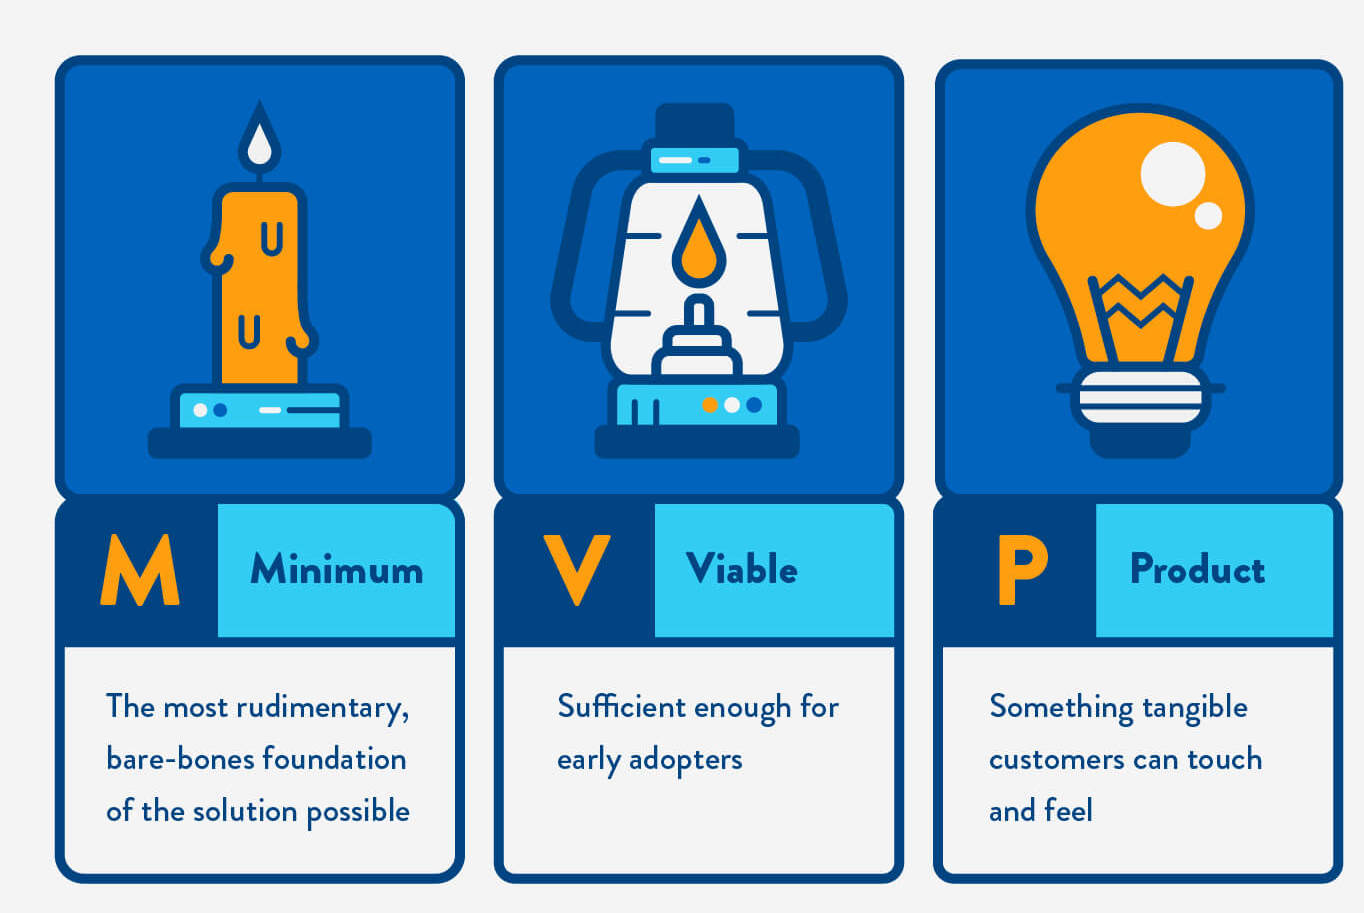 M
Minimum
The most rudimentary,
bare-bones foundation
of the solution possible
V
Viable
Sufficient enough for
early adopters
P
Product
Something tangible
customers can touch
and feel